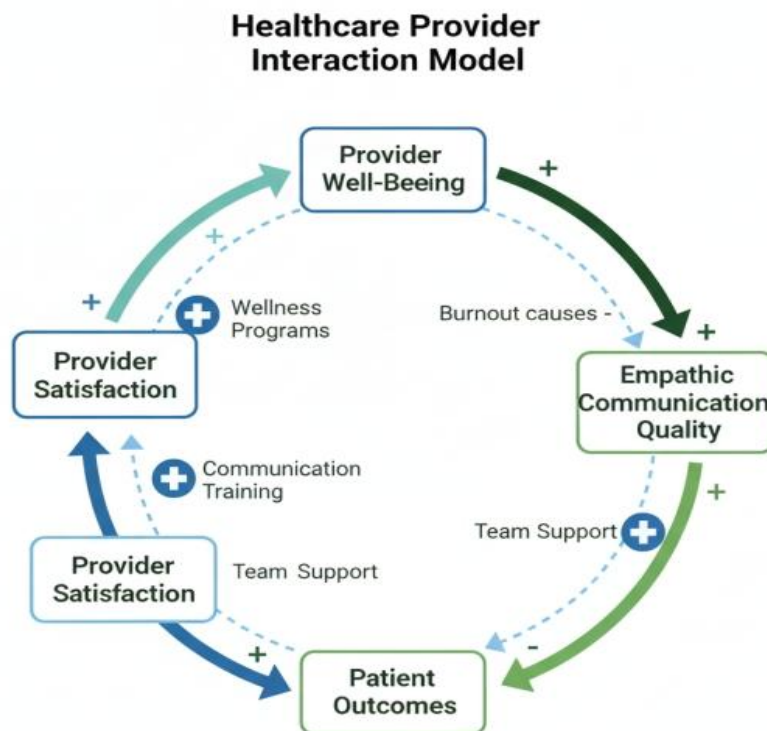 Healthcare Provider
Interaction Model
Provider
Well-Beeing
+
+
+
Wellness
Programs
Burnout causes -
+
+
Provider
Satisfaction
Empathic
Communication
Quality
Communication
Training
+
Team Support
Provider
Satisfaction
Team Support
+
-
Patient
Outcomes